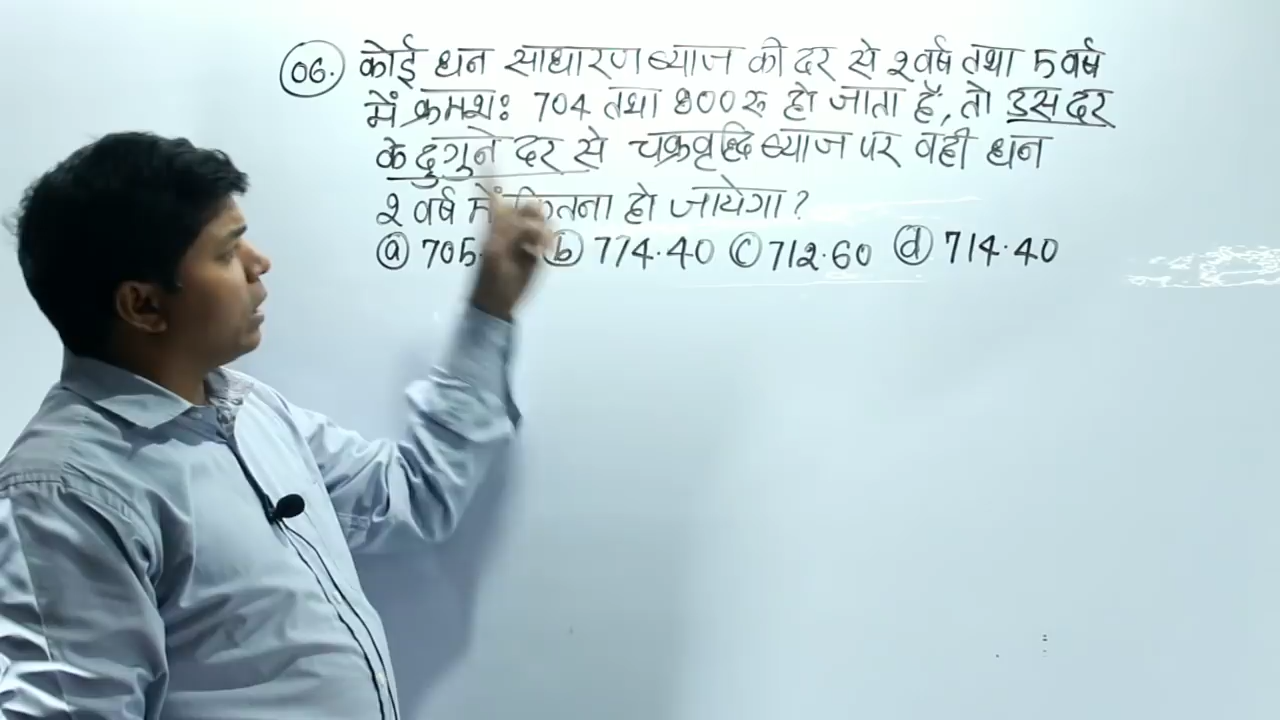 06. कोई धन साधारण ब्याज की दर से 2 वर्ष तथा 5 वर्ष
में क्रमशः 704 तथा 800 रु हो जाता है, तो उस दर
के दुगुने दर से चक्रवृद्धि ब्याज पर वही धन
2 वर्ष में कितना हो जायेगा?
(a) 705. (b) 774.40 (c) 712.60 (d) 714.40